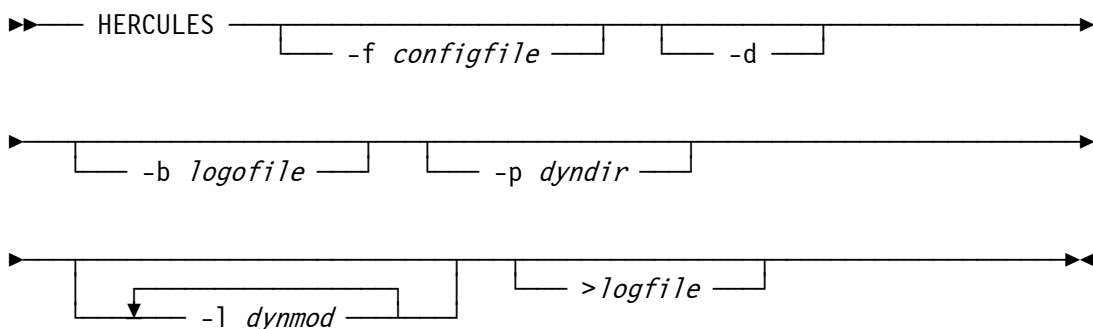 HERCULES -f configfile -d
-b logofile -p dyndir
-l dynmod >logfile